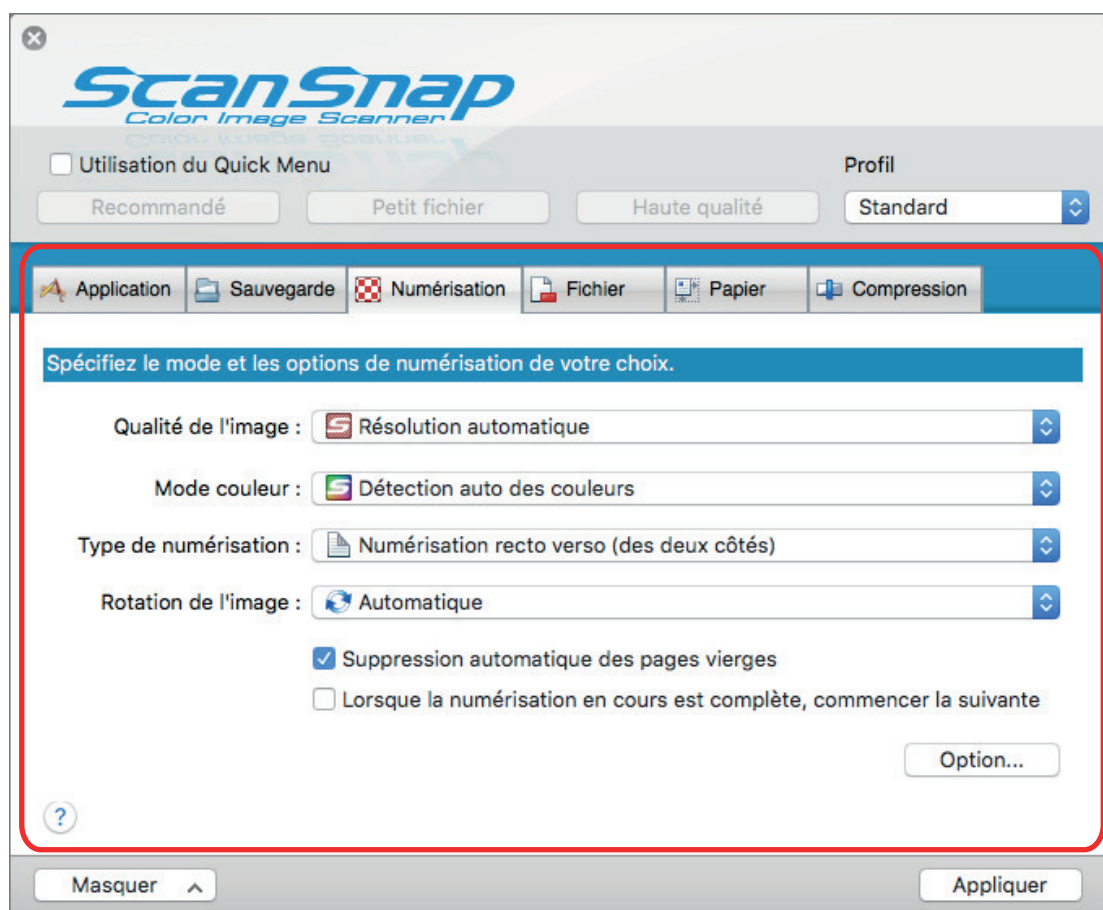 ScanSnap
Color Image Scanner
Utilisation du Quick Menu
Profil
Recommandé
Petit fichier
Haute qualité
Standard
Application
Sauvegarde
Numérisation
Fichier
Papier
Compression
Spécifiez le mode et les options de numérisation de votre choix.
Qualité de l'image : Résolution automatique
Mode couleur : Détection auto des couleurs
Type de numérisation : Numérisation recto verso (des deux côtés)
Rotation de l'image : Automatique
Suppression automatique des pages vierges
Lorsque la numérisation en cours est complète, commencer la suivante
Option...
?
Masquer
Appliquer